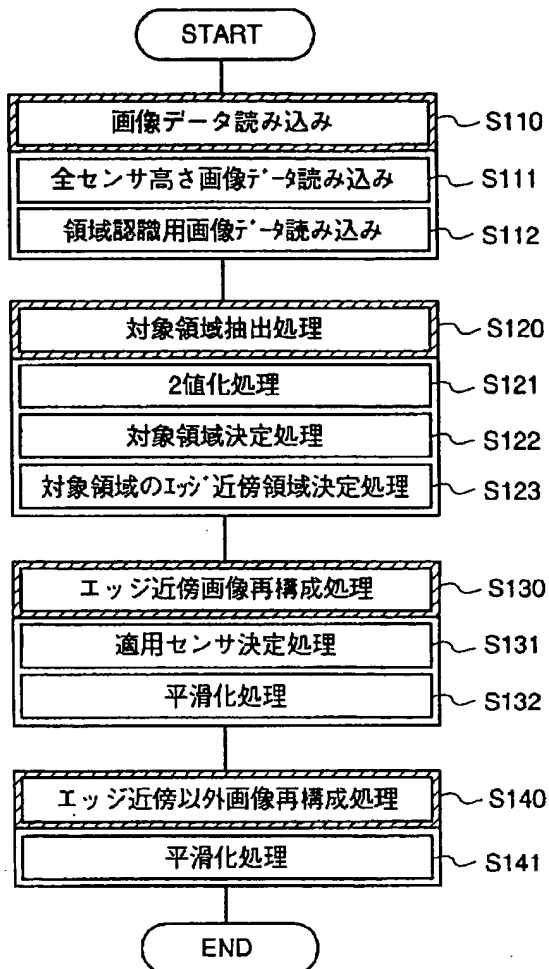 START
画像データ読み込み S110
全センサ高さ画像ﾃﾞｰﾀ読み込み S111
領域認識用画像ﾃﾞｰﾀ読み込み S112
対象領域抽出処理 S120
2値化処理 S121
対象領域決定処理 S122
対象領域のｴｯｼﾞ近傍領域決定処理 S123
エッジ近傍画像再構成処理 S130
適用センサ決定処理 S131
平滑化処理 S132
エッジ近傍以外画像再構成処理 S140
平滑化処理 S141
END